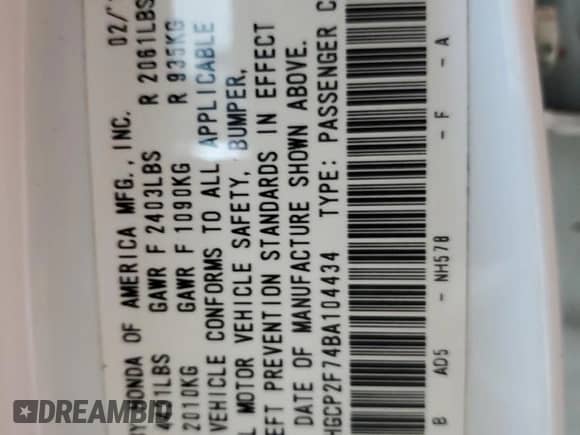 HONDA OF AMERICA MFG., INC. 02/
GAWR F 2403LBS R 2061LBS
2010KG GAWR F 1090KG R 935KG
VEHICLE CONFORMS TO ALL APPLICABLE
L MOTOR VEHICLE SAFETY, BUMPER,
EFT PREVENTION STANDARDS IN EFFECT
DATE OF MANUFACTURE SHOWN ABOVE.
HGCP2F74BA104434 TYPE: PASSENGER C
B AD5 - NH578 - F - A
DREAMBID